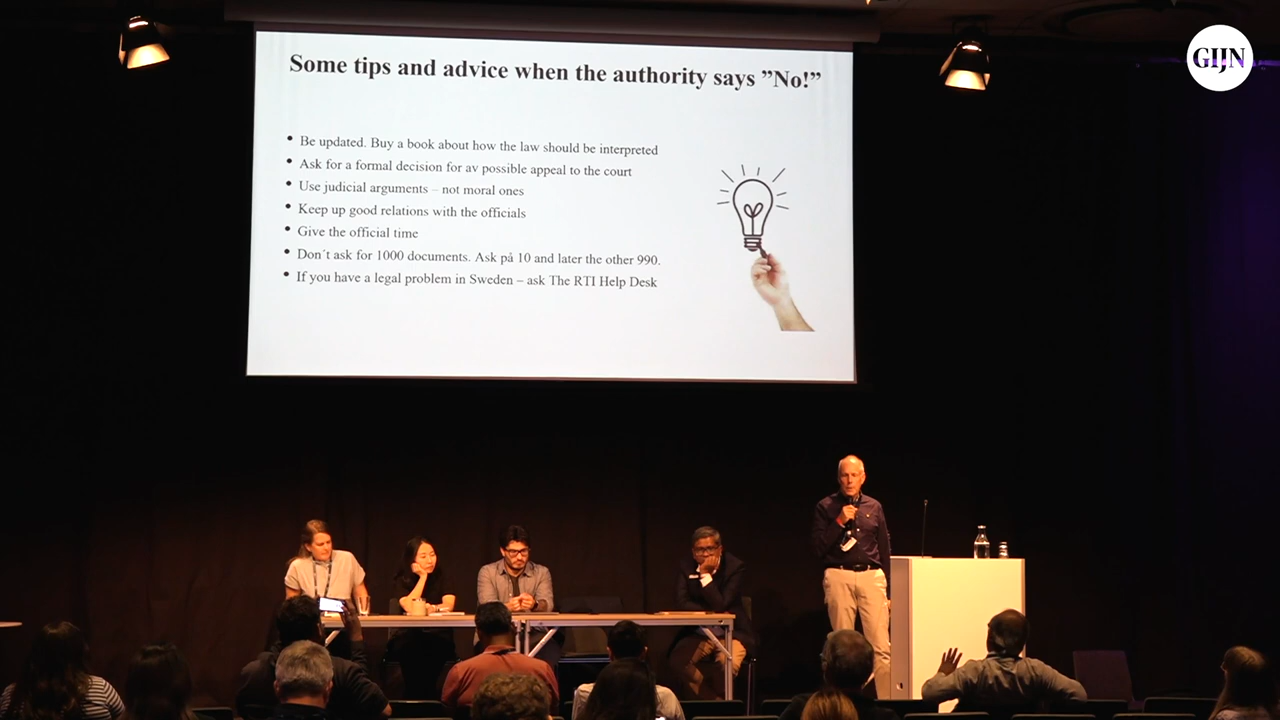 GIJN
Some tips and advice when the authority says ”No!”
• Be updated. Buy a book about how the law should be interpreted
• Ask for a formal decision for av possible appeal to the court
• Use judicial arguments – not moral ones
• Keep up good relations with the officials
• Give the official time
• Don´t ask for 1000 documents. Ask på 10 and later the other 990.
• If you have a legal problem in Sweden – ask The RTI Help Desk